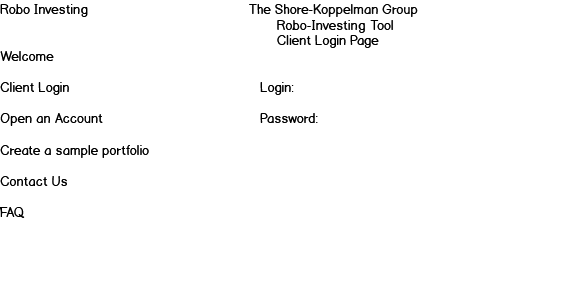 Robo Investing
The Shore-Koppelman Group
Robo-Investing Tool
Client Login Page
Welcome
Client Login
Login:
Open an Account
Password:
Create a sample portfolio
Contact Us
FAQ